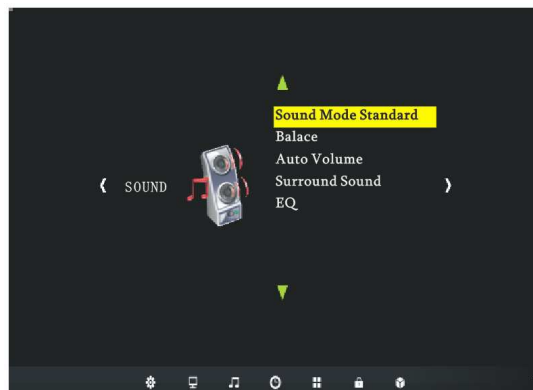 SOUND
Sound Mode Standard
Balace
Auto Volume
Surround Sound
EQ